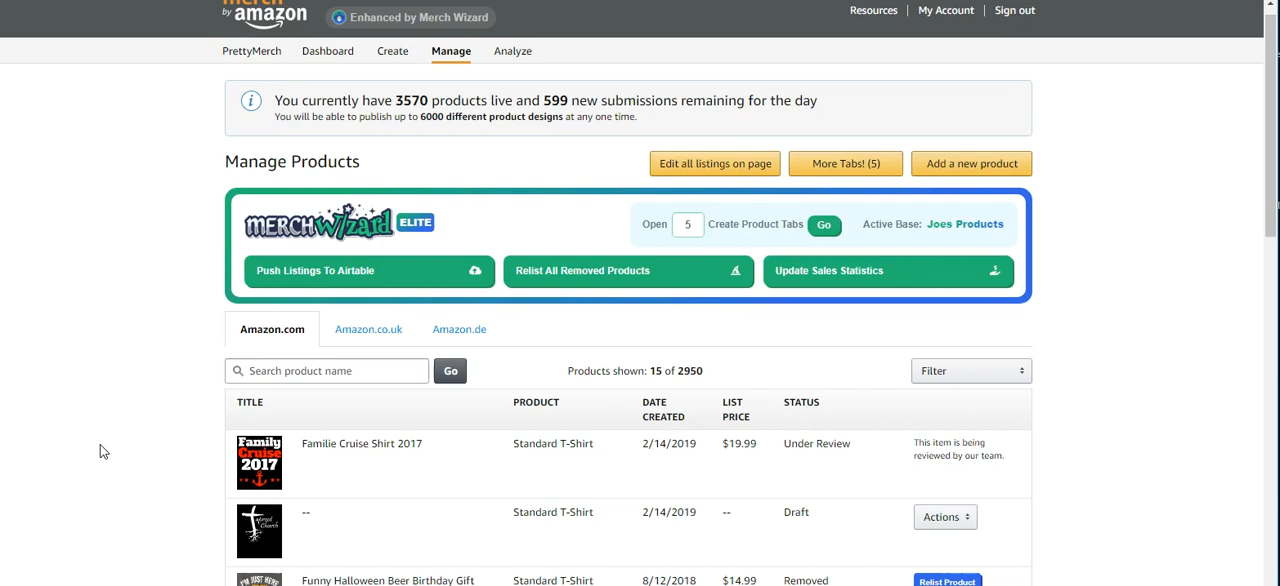 merch
by amazon
Enhanced by Merch Wizard
Resources
My Account
Sign out
PrettyMerch
Dashboard
Create
Manage
Analyze
You currently have 3570 products live and 599 new submissions remaining for the day
You will be able to publish up to 6000 different product designs at any one time.
Manage Products
Edit all listings on page
More Tabs! (5)
Add a new product
MERCHWIZARD ELITE
Open 5 Create Product Tabs Go
Active Base: Joes Products
Push Listings To Airtable
Relist All Removed Products
Update Sales Statistics
Amazon.com
Amazon.co.uk
Amazon.de
Search product name
Go
Products shown: 15 of 2950
Filter
TITLE
PRODUCT
DATE
CREATED
LIST
PRICE
STATUS
Family
Cruise
2017
Familie Cruise Shirt 2017
Standard T-Shirt
2/14/2019
$19.99
Under Review
This item is being
reviewed by our team.
--
Standard T-Shirt
2/14/2019
--
Draft
Actions
I'M JUST HERE
Funny Halloween Beer Birthday Gift
Standard T-Shirt
8/12/2018
$14.99
Removed
Relist Product